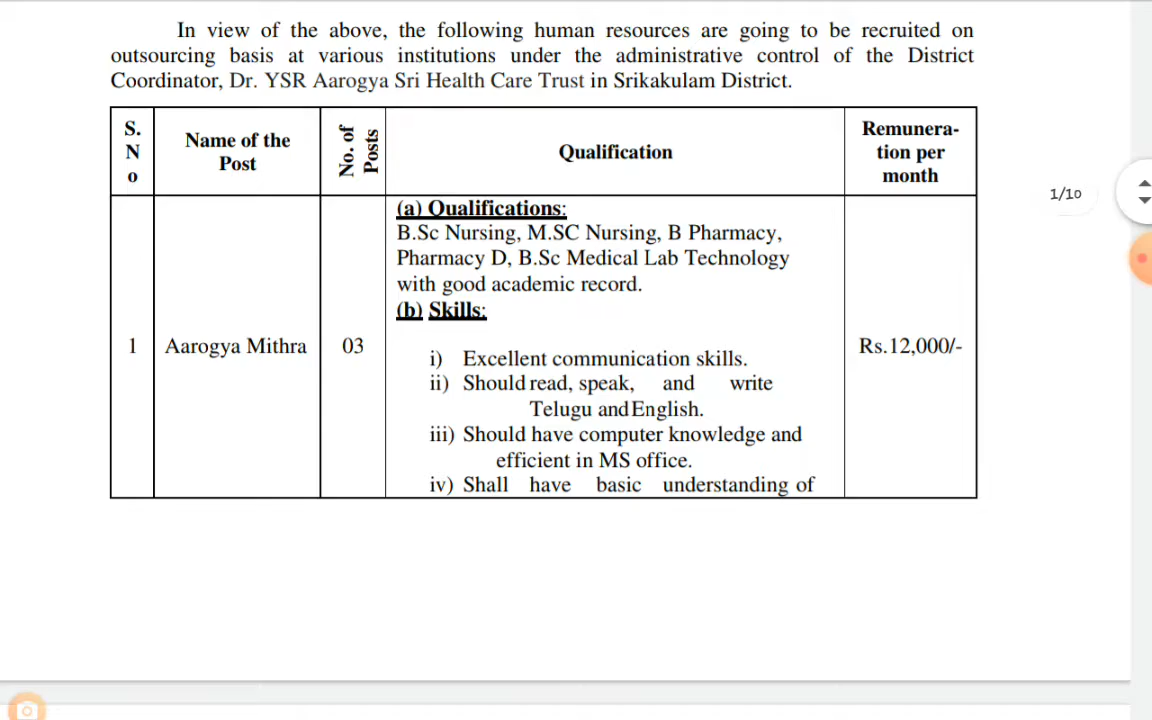 In view of the above, the following human resources are going to be recruited on
outsourcing basis at various institutions under the administrative control of the District
Coordinator, Dr. YSR Aarogya Sri Health Care Trust in Srikakulam District.
S.
N
o
Name of the
Post
No. of
Posts
Qualification
Remunera-
tion per
month
1
Aarogya Mithra
03
(a) Qualifications:
B.Sc Nursing, M.SC Nursing, B Pharmacy,
Pharmacy D, B.Sc Medical Lab Technology
with good academic record.
(b) Skills:
i) Excellent communication skills.
ii) Should read, speak, and write
Telugu andEnglish.
iii) Should have computer knowledge and
efficient in MS office.
iv) Shall have basic understanding of
Rs.12,000/-
1/10